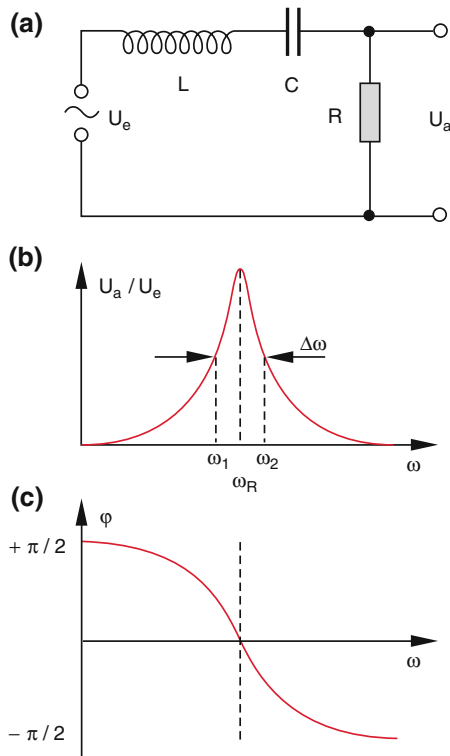 (a)
L
C
U_e
R
U_a
(b)
U_a / U_e
Δω
ω_1
ω_2
ω
ω_R
(c)
φ
+ π / 2
ω
− π / 2